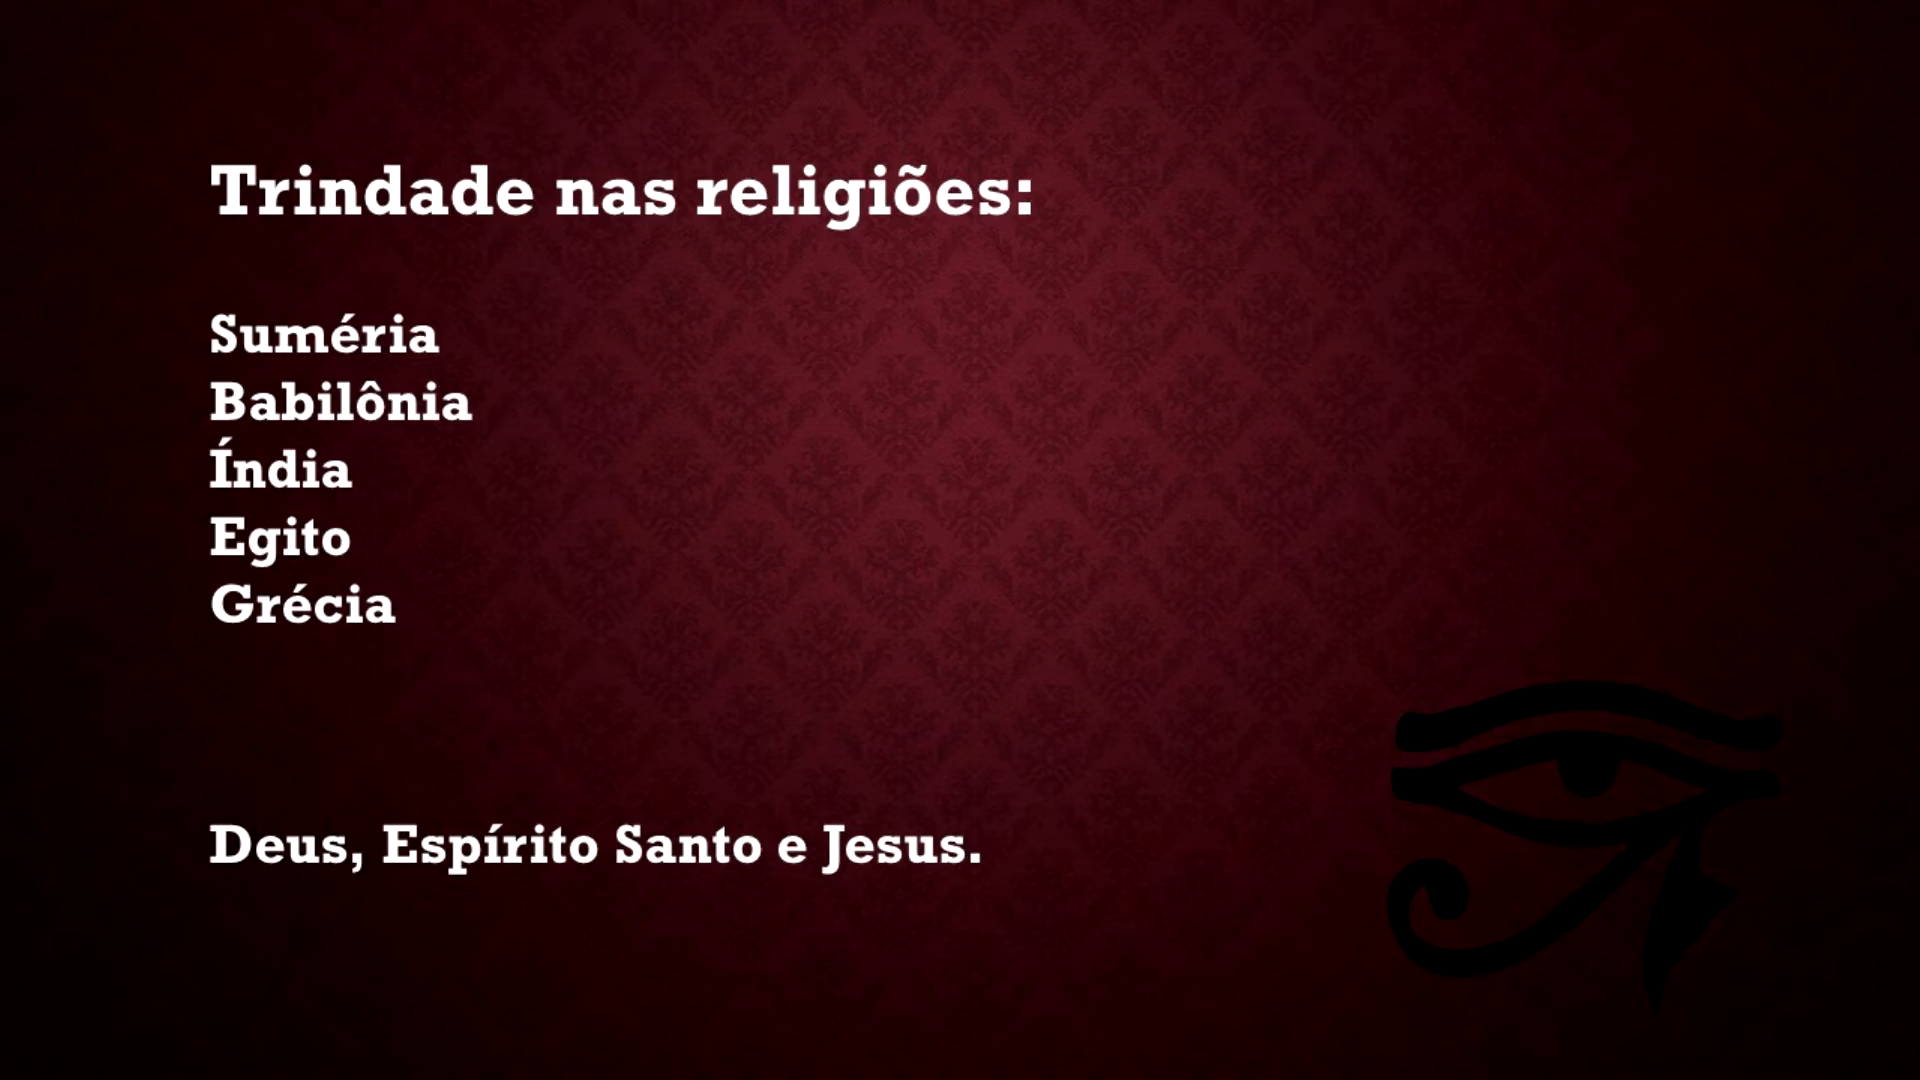 Trindade nas religiões:
Suméria
Babilônia
Índia
Egito
Grécia
Deus, Espírito Santo e Jesus.